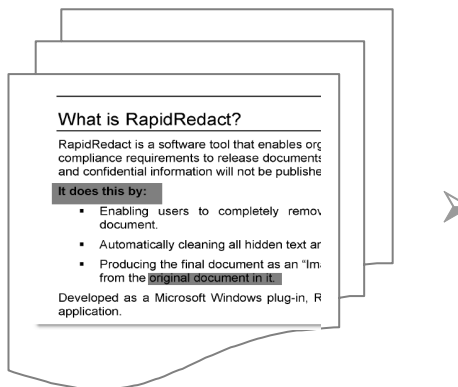 What is RapidRedact?
RapidRedact is a software tool that enables org
compliance requirements to release documents
and confidential information will not be publishe
It does this by:
▪ Enabling users to completely remov
document.
▪ Automatically cleaning all hidden text an
▪ Producing the final document as an “Ima
from the original document in it.
Developed as a Microsoft Windows plug-in, R
application.